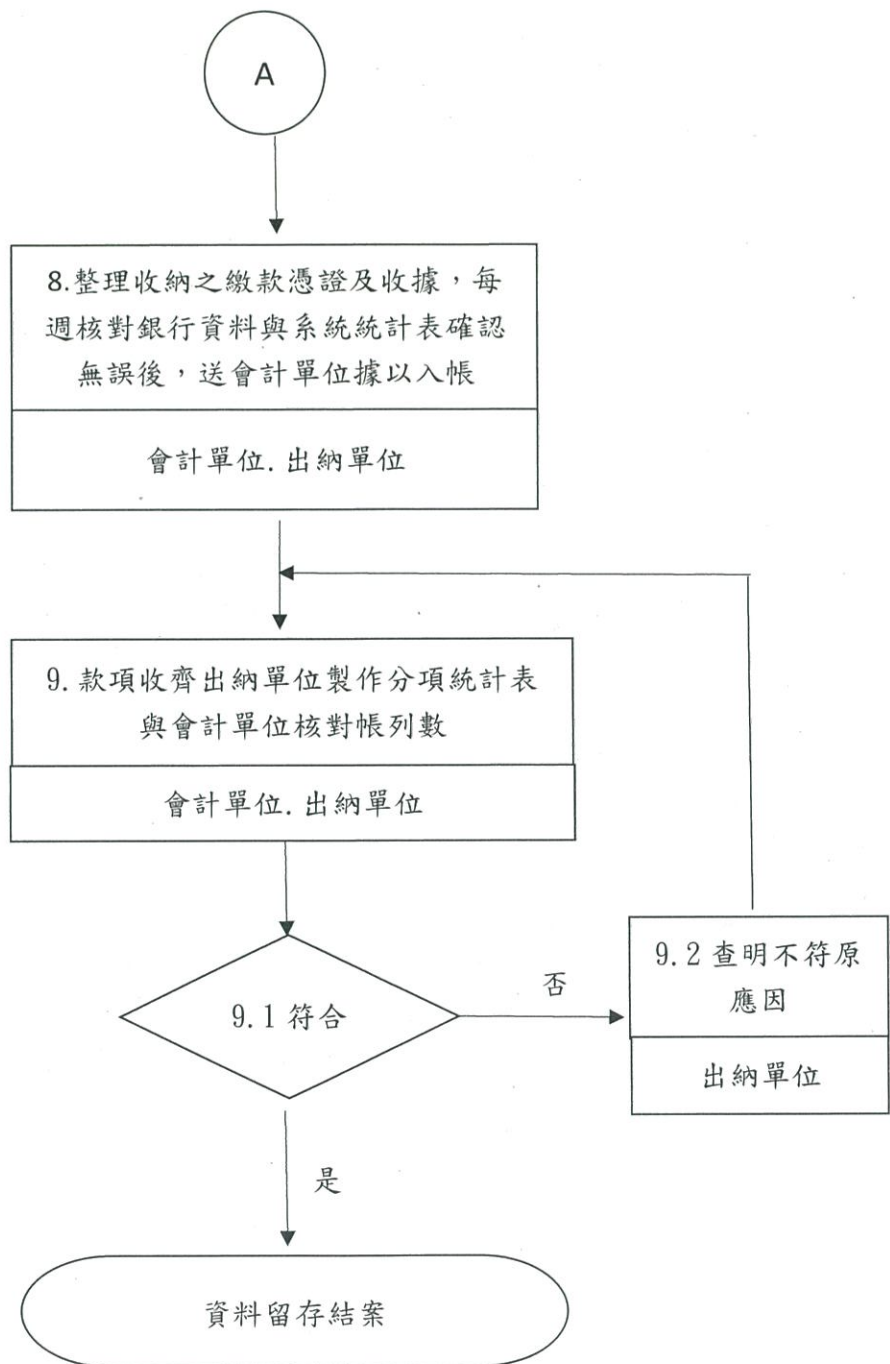 A
8.整理收納之繳款憑證及收據，每
週核對銀行資料與系統統計表確認
無誤後，送會計單位據以入帳
會計單位.出納單位
9.款項收齊出納單位製作分項統計表
與會計單位核對帳列數
會計單位.出納單位
9.1 符合
否
9.2 查明不符原
應因
出納單位
是
資料留存結案